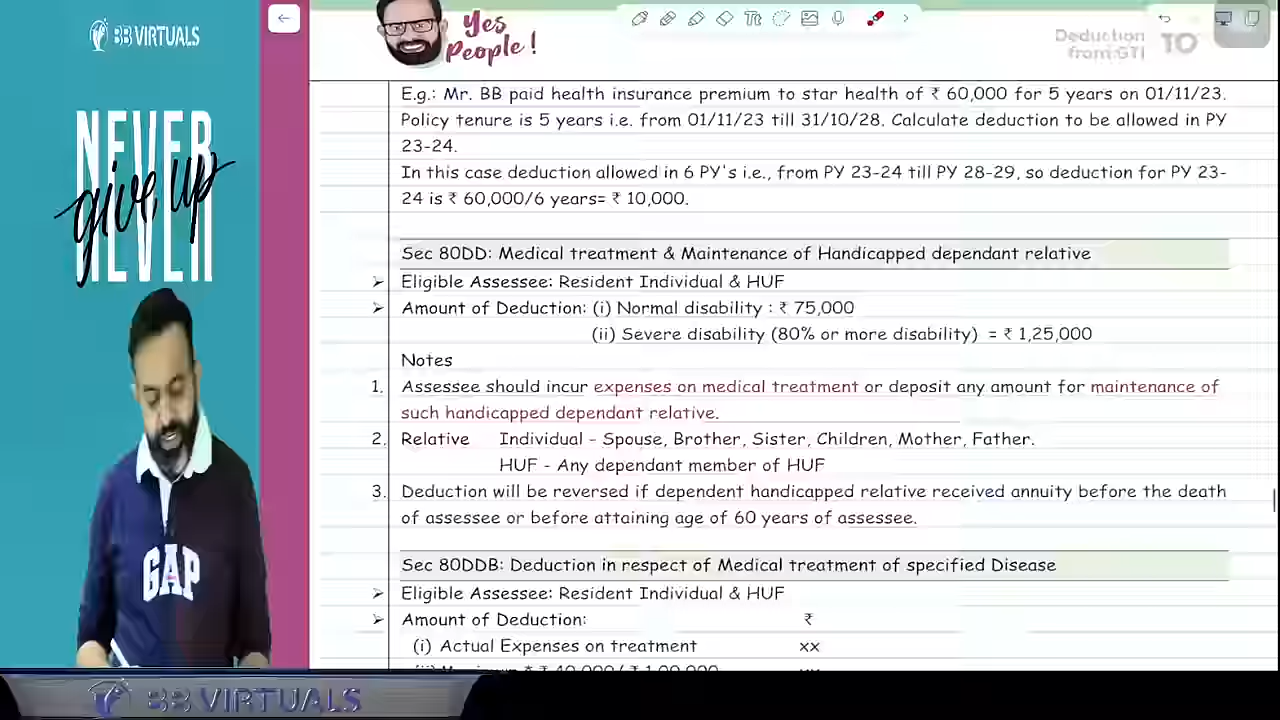 BB VIRTUALS
Yes
People!
Deduction
from GTI
TO
NEVER
give up
NEVER
E.g.: Mr. BB paid health insurance premium to star health of ₹ 60,000 for 5 years on 01/11/23.
Policy tenure is 5 years i.e. from 01/11/23 till 31/10/28. Calculate deduction to be allowed in PY
23-24.
In this case deduction allowed in 6 PY's i.e., from PY 23-24 till PY 28-29, so deduction for PY 23-
24 is ₹ 60,000/6 years= ₹ 10,000.
Sec 80DD: Medical treatment & Maintenance of Handicapped dependant relative
➢ Eligible Assessee: Resident Individual & HUF
➢ Amount of Deduction: (i) Normal disability : ₹ 75,000
(ii) Severe disability (80% or more disability) = ₹ 1,25,000
Notes
1. Assessee should incur expenses on medical treatment or deposit any amount for maintenance of
such handicapped dependant relative.
2. Relative Individual - Spouse, Brother, Sister, Children, Mother, Father.
HUF - Any dependant member of HUF
3. Deduction will be reversed if dependent handicapped relative received annuity before the death
of assessee or before attaining age of 60 years of assessee.
Sec 80DDB: Deduction in respect of Medical treatment of specified Disease
➢ Eligible Assessee: Resident Individual & HUF
➢ Amount of Deduction: ₹
(i) Actual Expenses on treatment xx
GAP
BB VIRTUALS